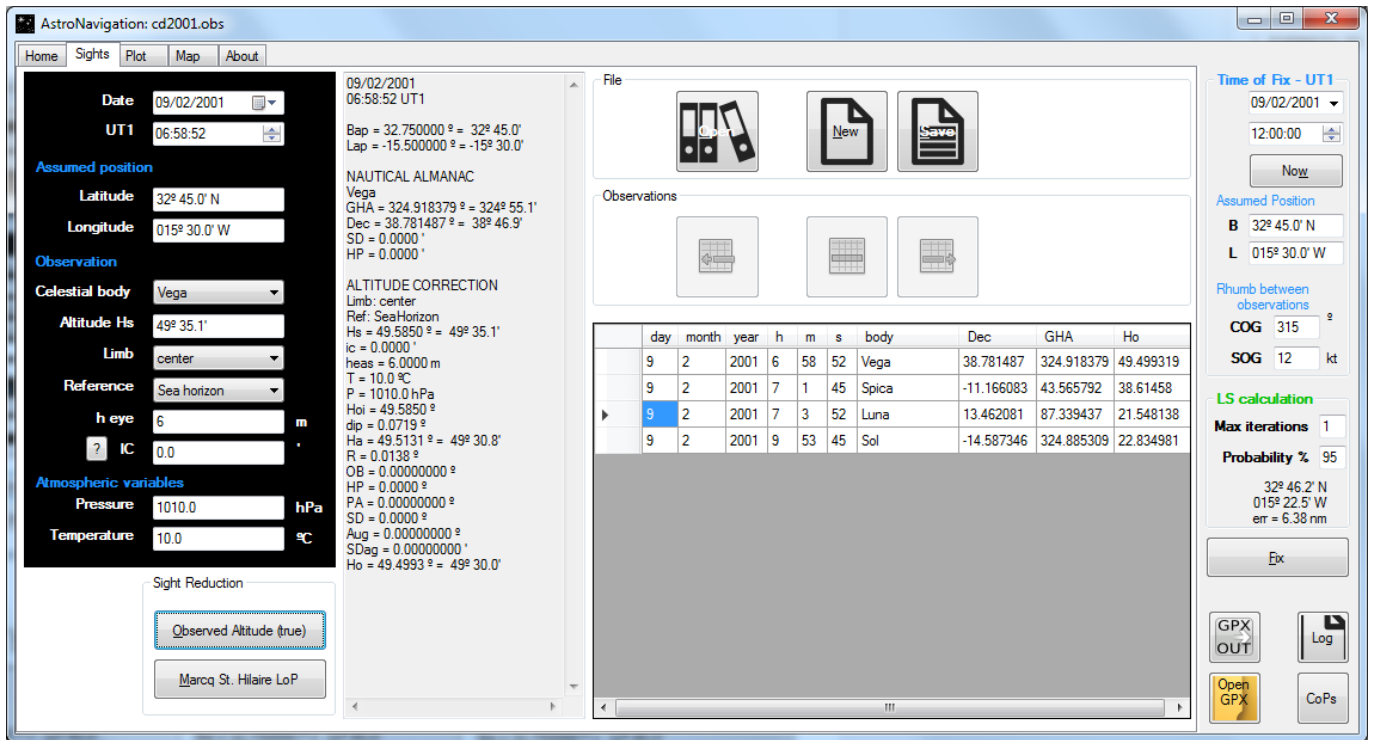 AstroNavigation: cd2001.obs
Home Sights Plot Map About
Date 09/02/2001
UT1 06:58:52
Assumed position
Latitude 32º 45.0' N
Longitude 015º 30.0' W
Observation
Celestial body Vega
Altitude Hs 49º 35.1'
Limb center
Reference Sea horizon
h eye 6 m
? IC 0.0 '
Atmospheric variables
Pressure 1010.0 hPa
Temperature 10.0 ºC
Sight Reduction
Observed Altitude (true)
Marcq St. Hilaire LoP
09/02/2001
06:58:52 UT1
Bap = 32.750000 º = 32º 45.0'
Lap = -15.500000 º = -15º 30.0'
NAUTICAL ALMANAC
Vega
GHA = 324.918379 º = 324º 55.1'
Dec = 38.781487 º = 38º 46.9'
SD = 0.0000 '
HP = 0.0000 '
ALTITUDE CORRECTION
Limb: center
Ref: SeaHorizon
Hs = 49.5850 º = 49º 35.1'
ic = 0.0000 '
heas = 6.0000 m
T = 10.0 ºC
P = 1010.0 hPa
Hoi = 49.5850 º
dip = 0.0719 º
Ha = 49.5131 º = 49º 30.8'
R = 0.0138 º
OB = 0.00000000 º
HP = 0.0000 º
PA = 0.00000000 º
SD = 0.0000 º
Aug = 0.00000000 º
SDag = 0.00000000 '
Ho = 49.4993 º = 49º 30.0'
File
Open New Save
Observations
day month year h m s body Dec GHA Ho
9 2 2001 6 58 52 Vega 38.781487 324.918379 49.499319
9 2 2001 7 1 45 Spica -11.166083 43.565792 38.61458
9 2 2001 7 3 52 Luna 13.462081 87.339437 21.548138
9 2 2001 9 53 45 Sol -14.587346 324.885309 22.834981
Time of Fix - UT1
09/02/2001
12:00:00
Now
Assumed Position
B 32º 45.0' N
L 015º 30.0' W
Rhumb between
observations
COG 315 º
SOG 12 kt
LS calculation
Max iterations 1
Probability % 95
32º 46.2' N
015º 22.5' W
err = 6.38 nm
Fix
GPX
OUT
Log
Open
GPX
CoPs